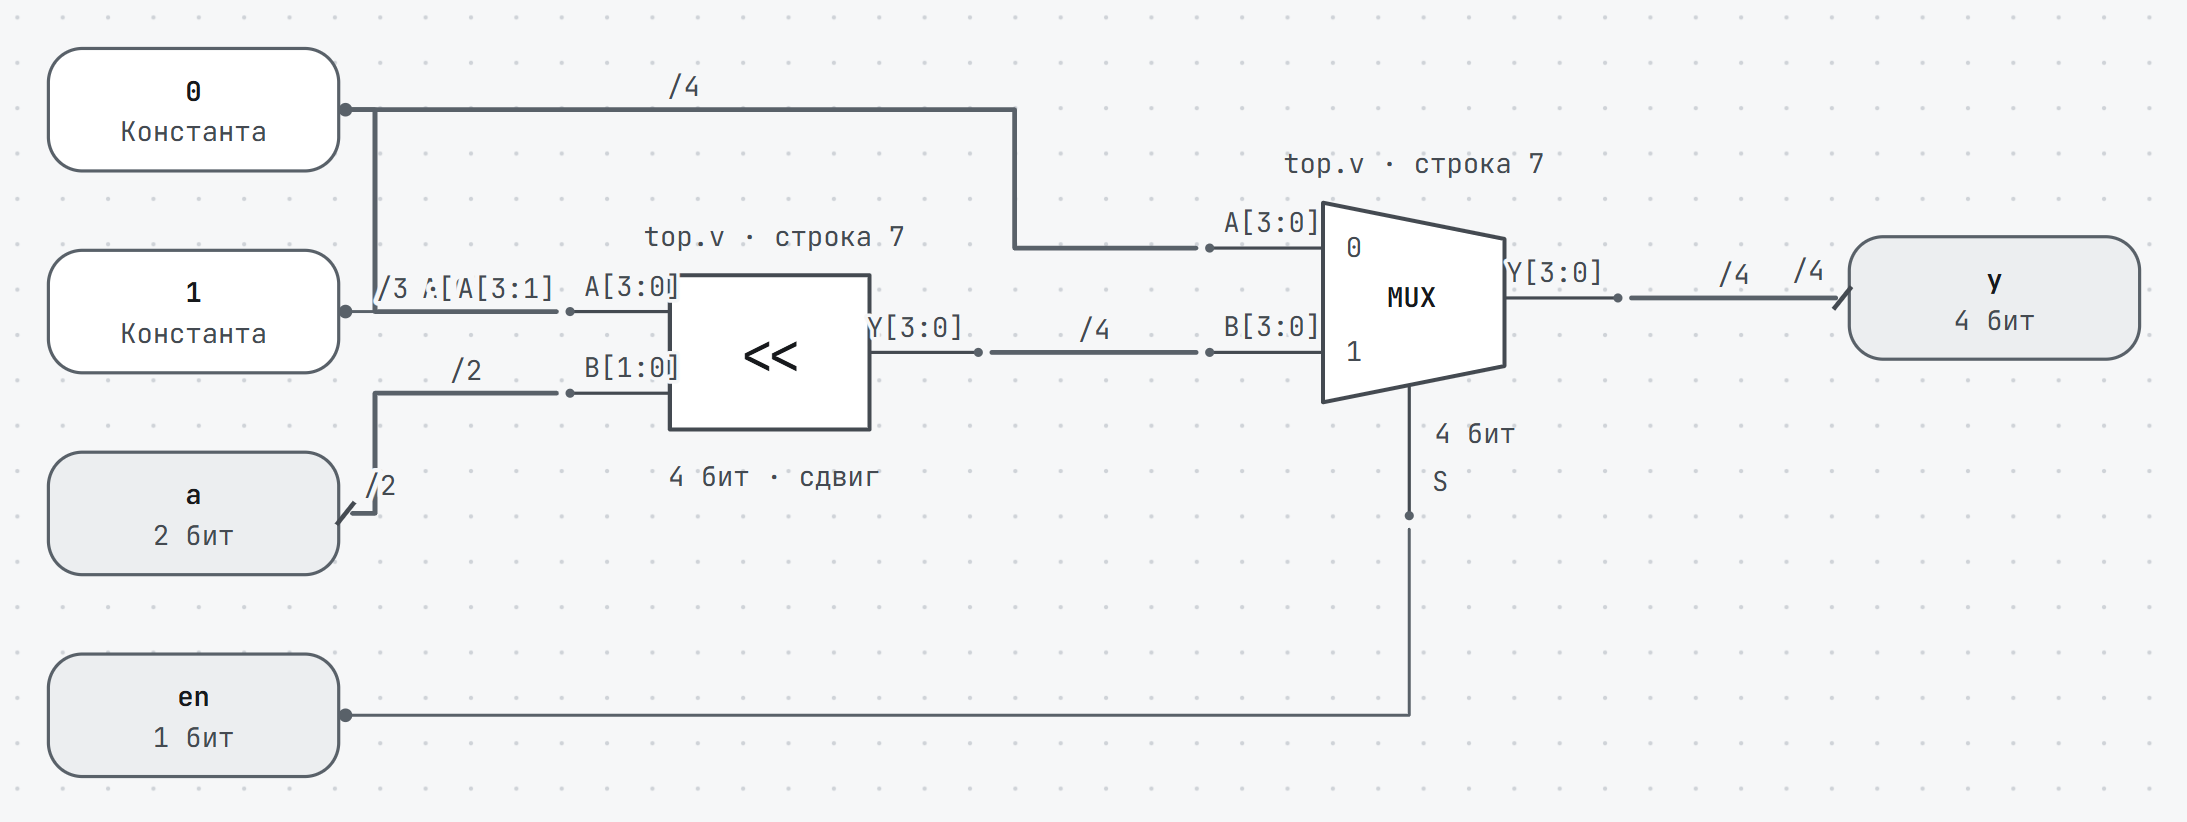 0
Константа
/4
top.v · строка 7
A[3:0]
0
MUX
1
B[3:0]
Y[3:0]
/4
/4
y
4 бит
4 бит
S
1
Константа
top.v · строка 7
/3
A[3:1]
A[3:0]
<<
B[1:0]
Y[3:0]
/4
/2
4 бит · сдвиг
a
2 бит
/2
en
1 бит